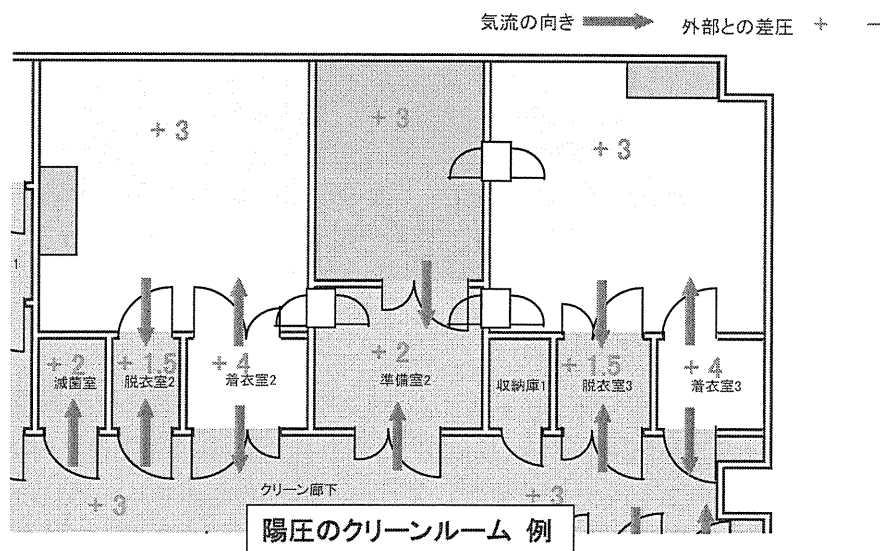 気流の向き 外部との差圧 + −
+ 3
+ 3
+ 3
1
+ 2
滅菌室
+ 1.5
脱衣室2
+ 4
着衣室2
+ 2
準備室2
収納庫1
+ 1.5
脱衣室3
+ 4
着衣室3
クリーン廊下
+ 3
+ 3
陽圧のクリーンルーム 例